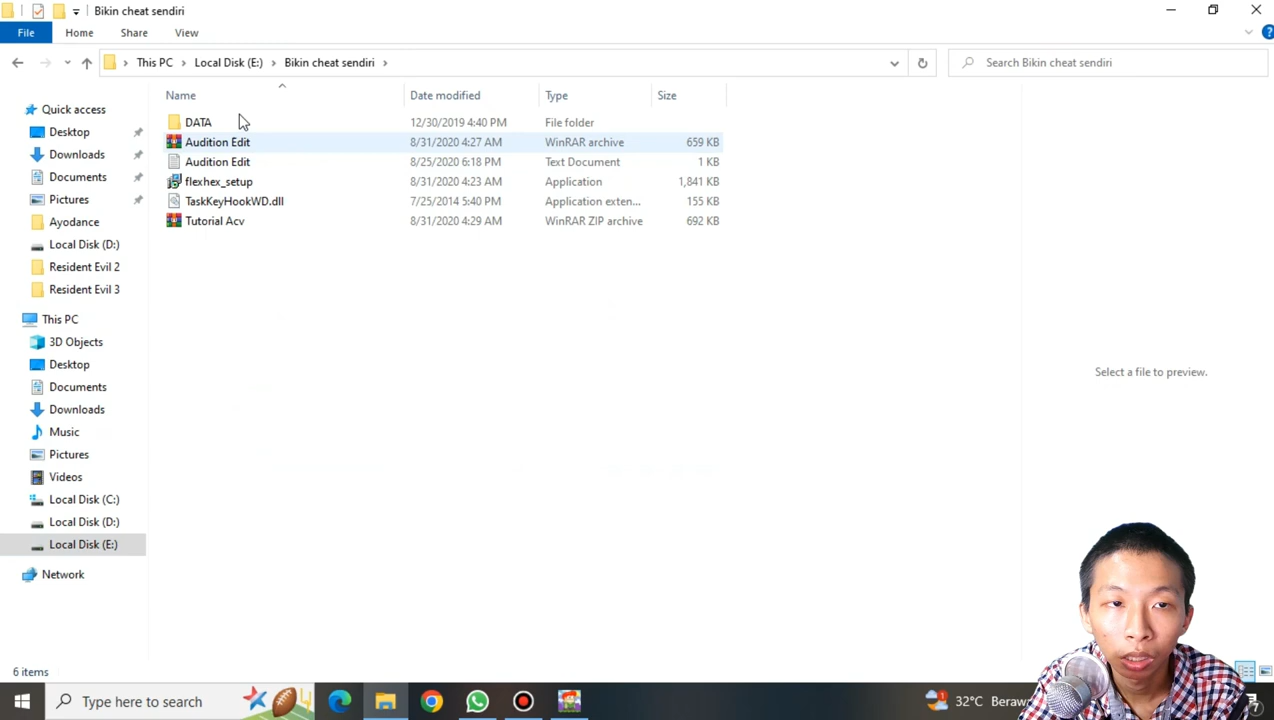 Bikin cheat sendiri
File Home Share View
This PC Local Disk (E:) Bikin cheat sendiri Search Bikin cheat sendiri
Name Date modified Type Size
Quick access
Desktop
Downloads
Documents
Pictures
Ayodance
Local Disk (D:)
Resident Evil 2
Resident Evil 3
This PC
3D Objects
Desktop
Documents
Downloads
Music
Pictures
Videos
Local Disk (C:)
Local Disk (D:)
Local Disk (E:)
Network
DATA 12/30/2019 4:40 PM File folder
Audition Edit 8/31/2020 4:27 AM WinRAR archive 659 KB
Audition Edit 8/25/2020 6:18 PM Text Document 1 KB
flexhex_setup 8/31/2020 4:23 AM Application 1,841 KB
TaskKeyHookWD.dll 7/25/2014 5:40 PM Application exten... 155 KB
Tutorial Acv 8/31/2020 4:29 AM WinRAR ZIP archive 692 KB
Select a file to preview.
6 items
Type here to search 1 32°C Beraw 7